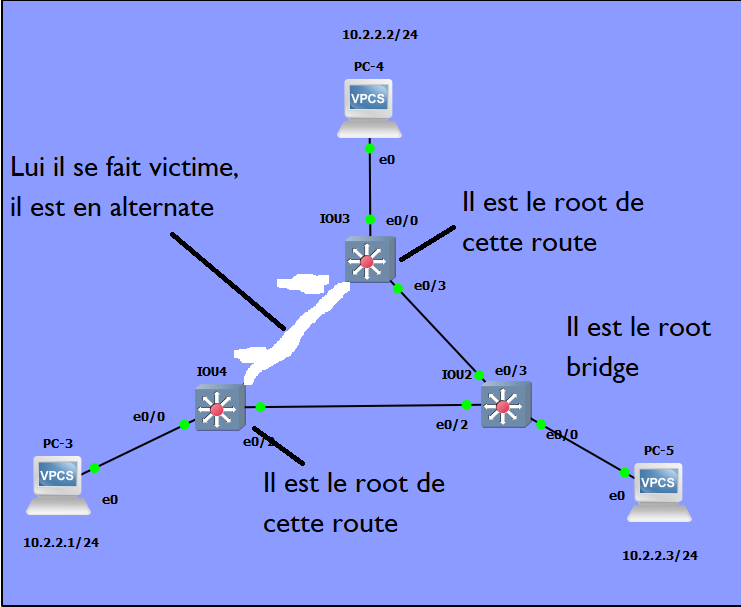 10.2.2.2/24
PC-4
VPCS
e0
Lui il se fait victime,
il est en alternate
IOU3
e0/0
Il est le root de
cette route
e0/3
Il est le root
bridge
IOU4
IOU2
e0/3
e0/0
e0/2
e0/2
e0/0
PC-3
VPCS
e0
10.2.2.1/24
Il est le root de
cette route
PC-5
VPCS
e0
10.2.2.3/24